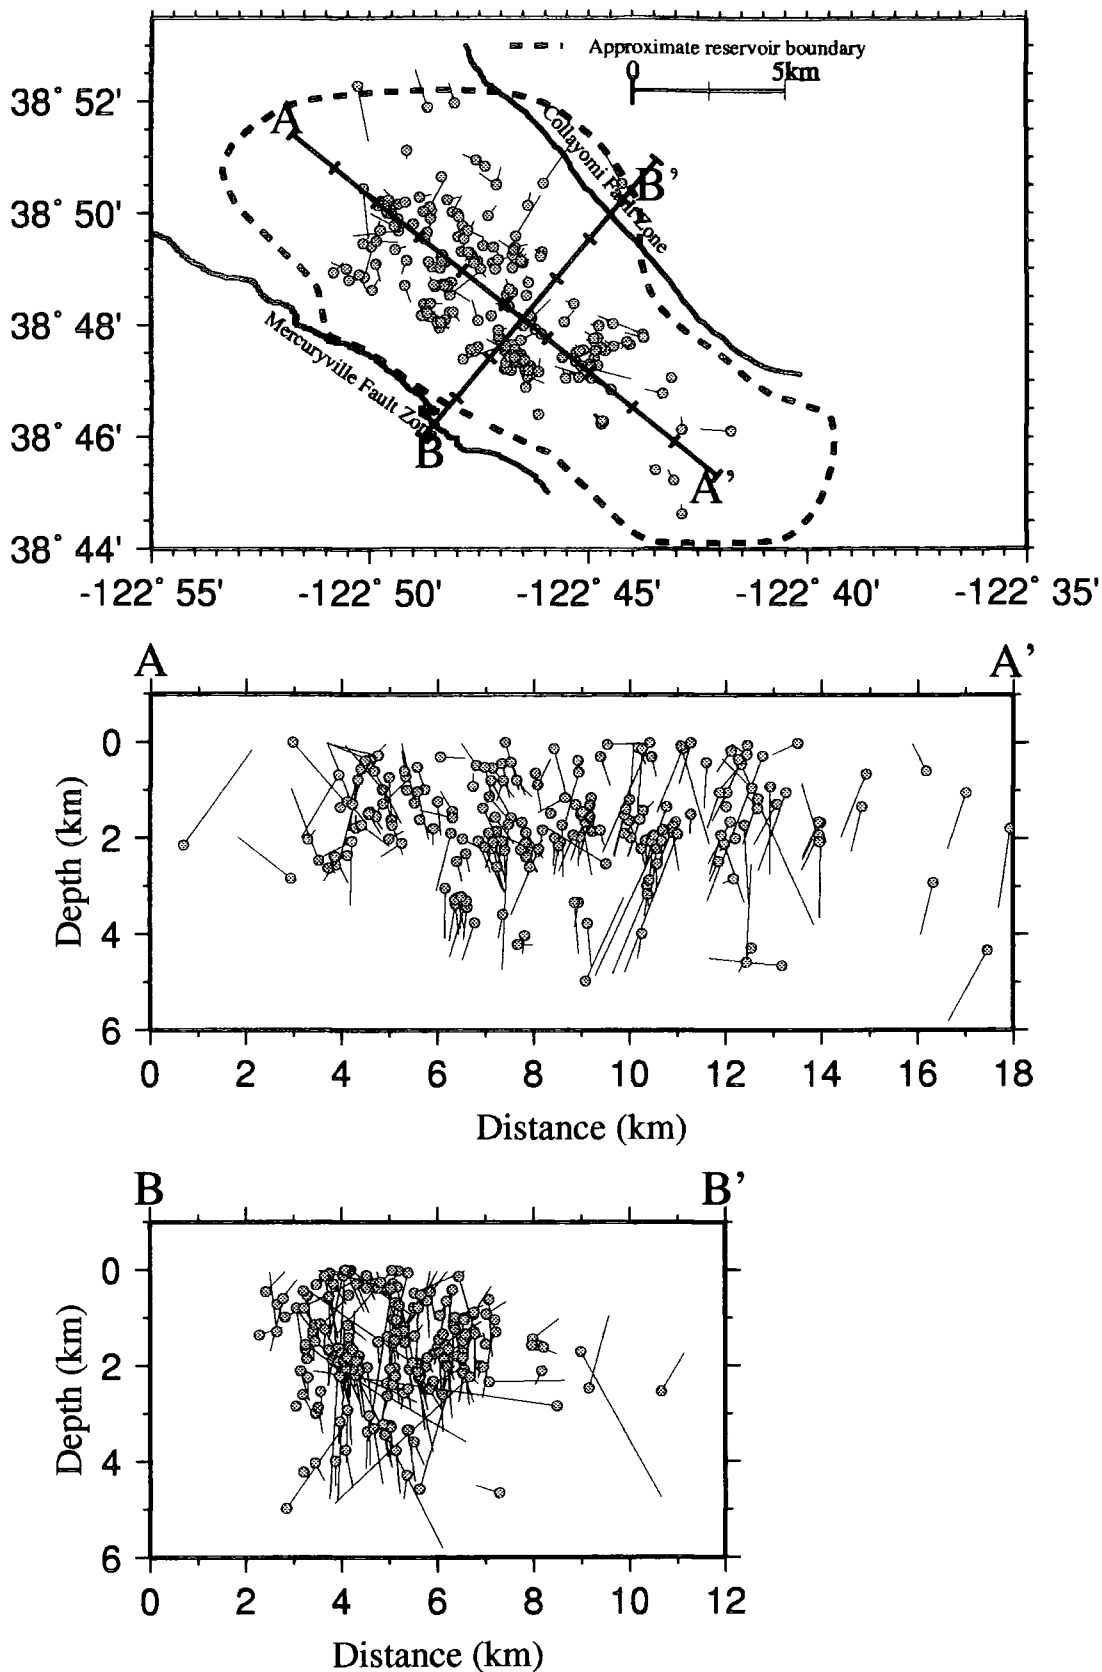 Approximate reservoir boundary
0 5km
38° 52'
38° 50'
38° 48'
38° 46'
38° 44'
A
Collayomi Fault Zone
B'
Mercuryville Fault Zone
B
A'
-122° 55' -122° 50' -122° 45' -122° 40' -122° 35'
A A'
0
2
4
6
Depth (km)
0 2 4 6 8 10 12 14 16 18
Distance (km)
B B'
0
2
4
6
Depth (km)
0 2 4 6 8 10 12
Distance (km)